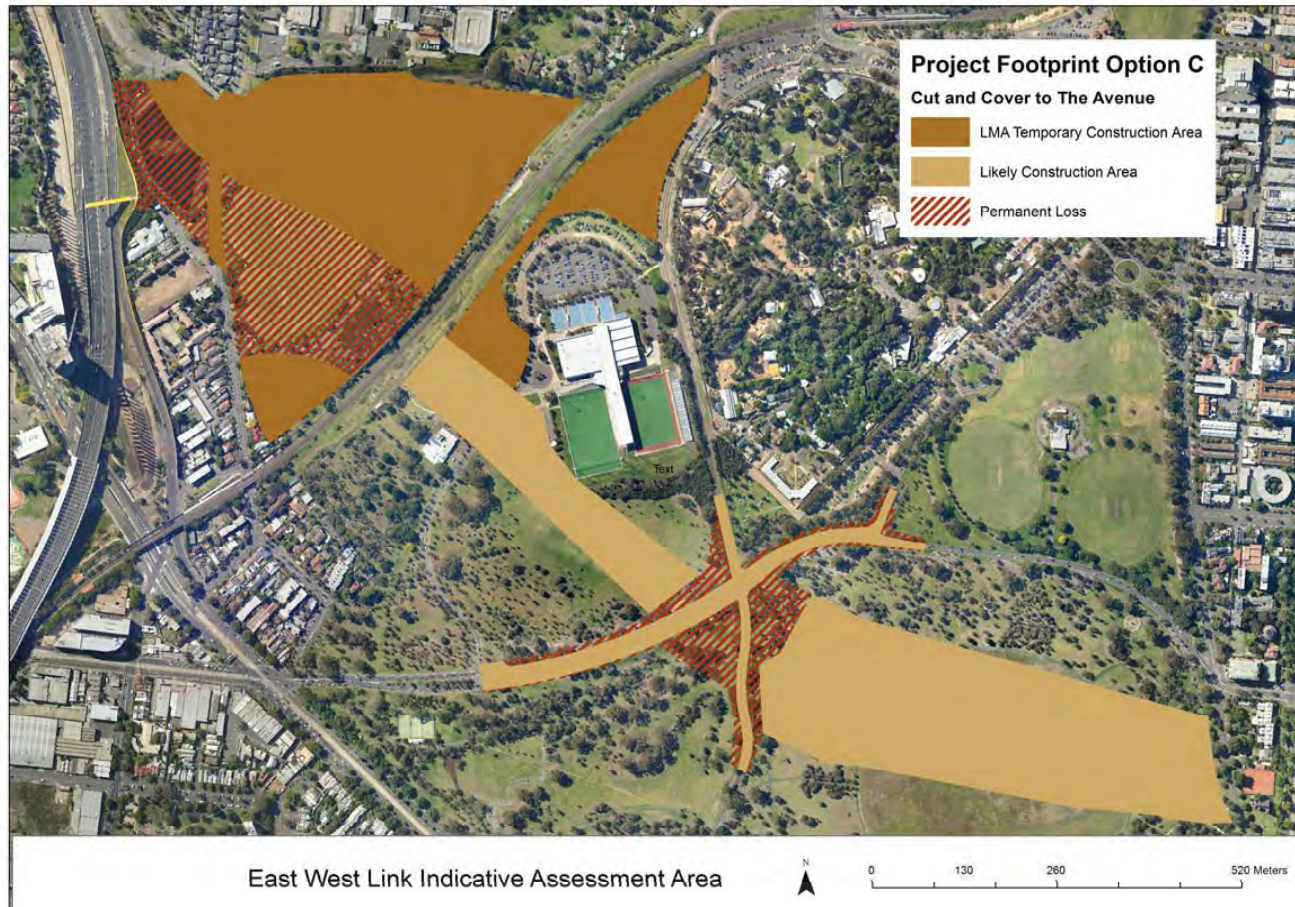 Project Footprint Option C
Cut and Cover to The Avenue
LMA Temporary Construction Area
Likely Construction Area
Permanent Loss
Text
East West Link Indicative Assessment Area
N
0 130 260 520 Meters